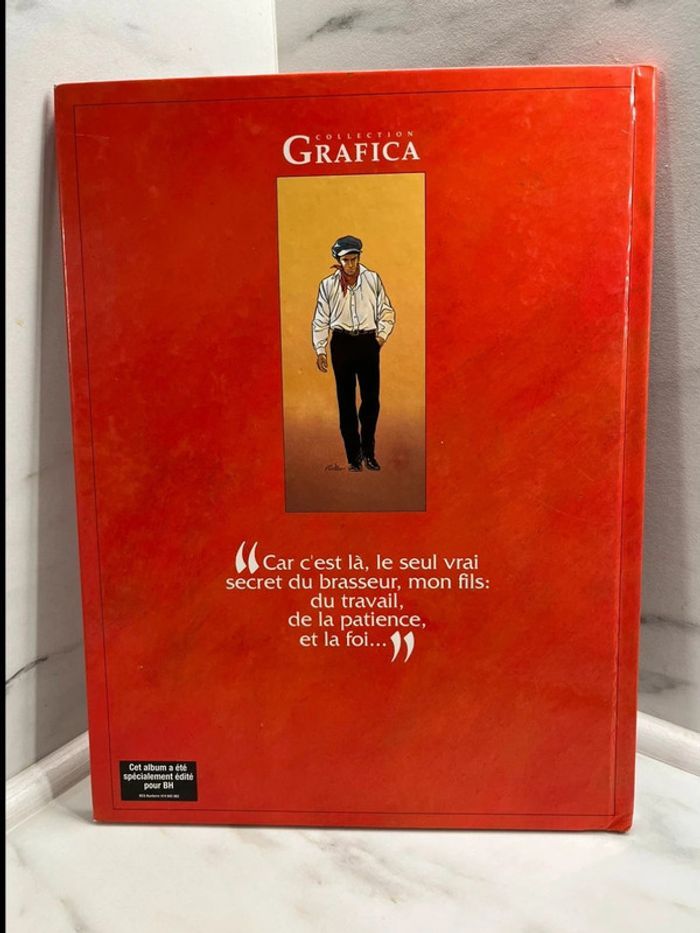 COLLECTION
GRAFICA
“Car c'est là, le seul vrai
secret du brasseur, mon fils:
du travail,
de la patience,
et la foi...”
Cet album a été
spécialement édité
pour BH